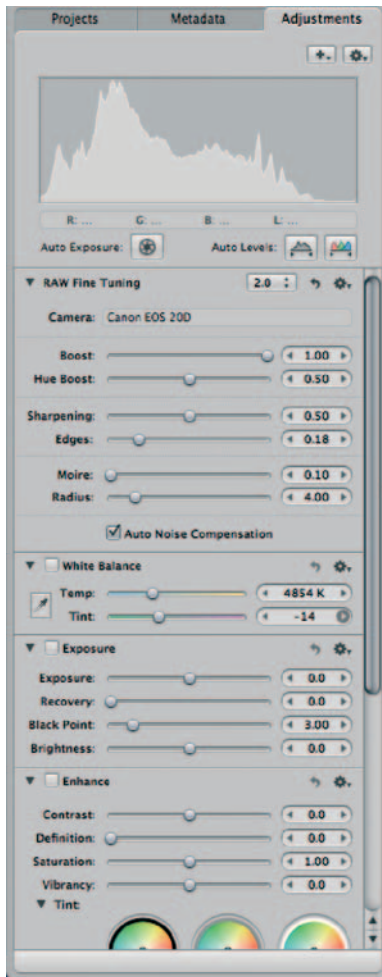 Projects Metadata Adjustments
R: ... G: ... B: ... L: ...
Auto Exposure: Auto Levels:
RAW Fine Tuning 2.0
Camera: Canon EOS 20D
Boost: 1.00
Hue Boost: 0.50
Sharpening: 0.50
Edges: 0.18
Moire: 0.10
Radius: 4.00
Auto Noise Compensation
White Balance
Temp: 4854 K
Tint: -14
Exposure
Exposure: 0.0
Recovery: 0.0
Black Point: 3.00
Brightness: 0.0
Enhance
Contrast: 0.0
Definition: 0.0
Saturation: 1.00
Vibrancy: 0.0
Tint: